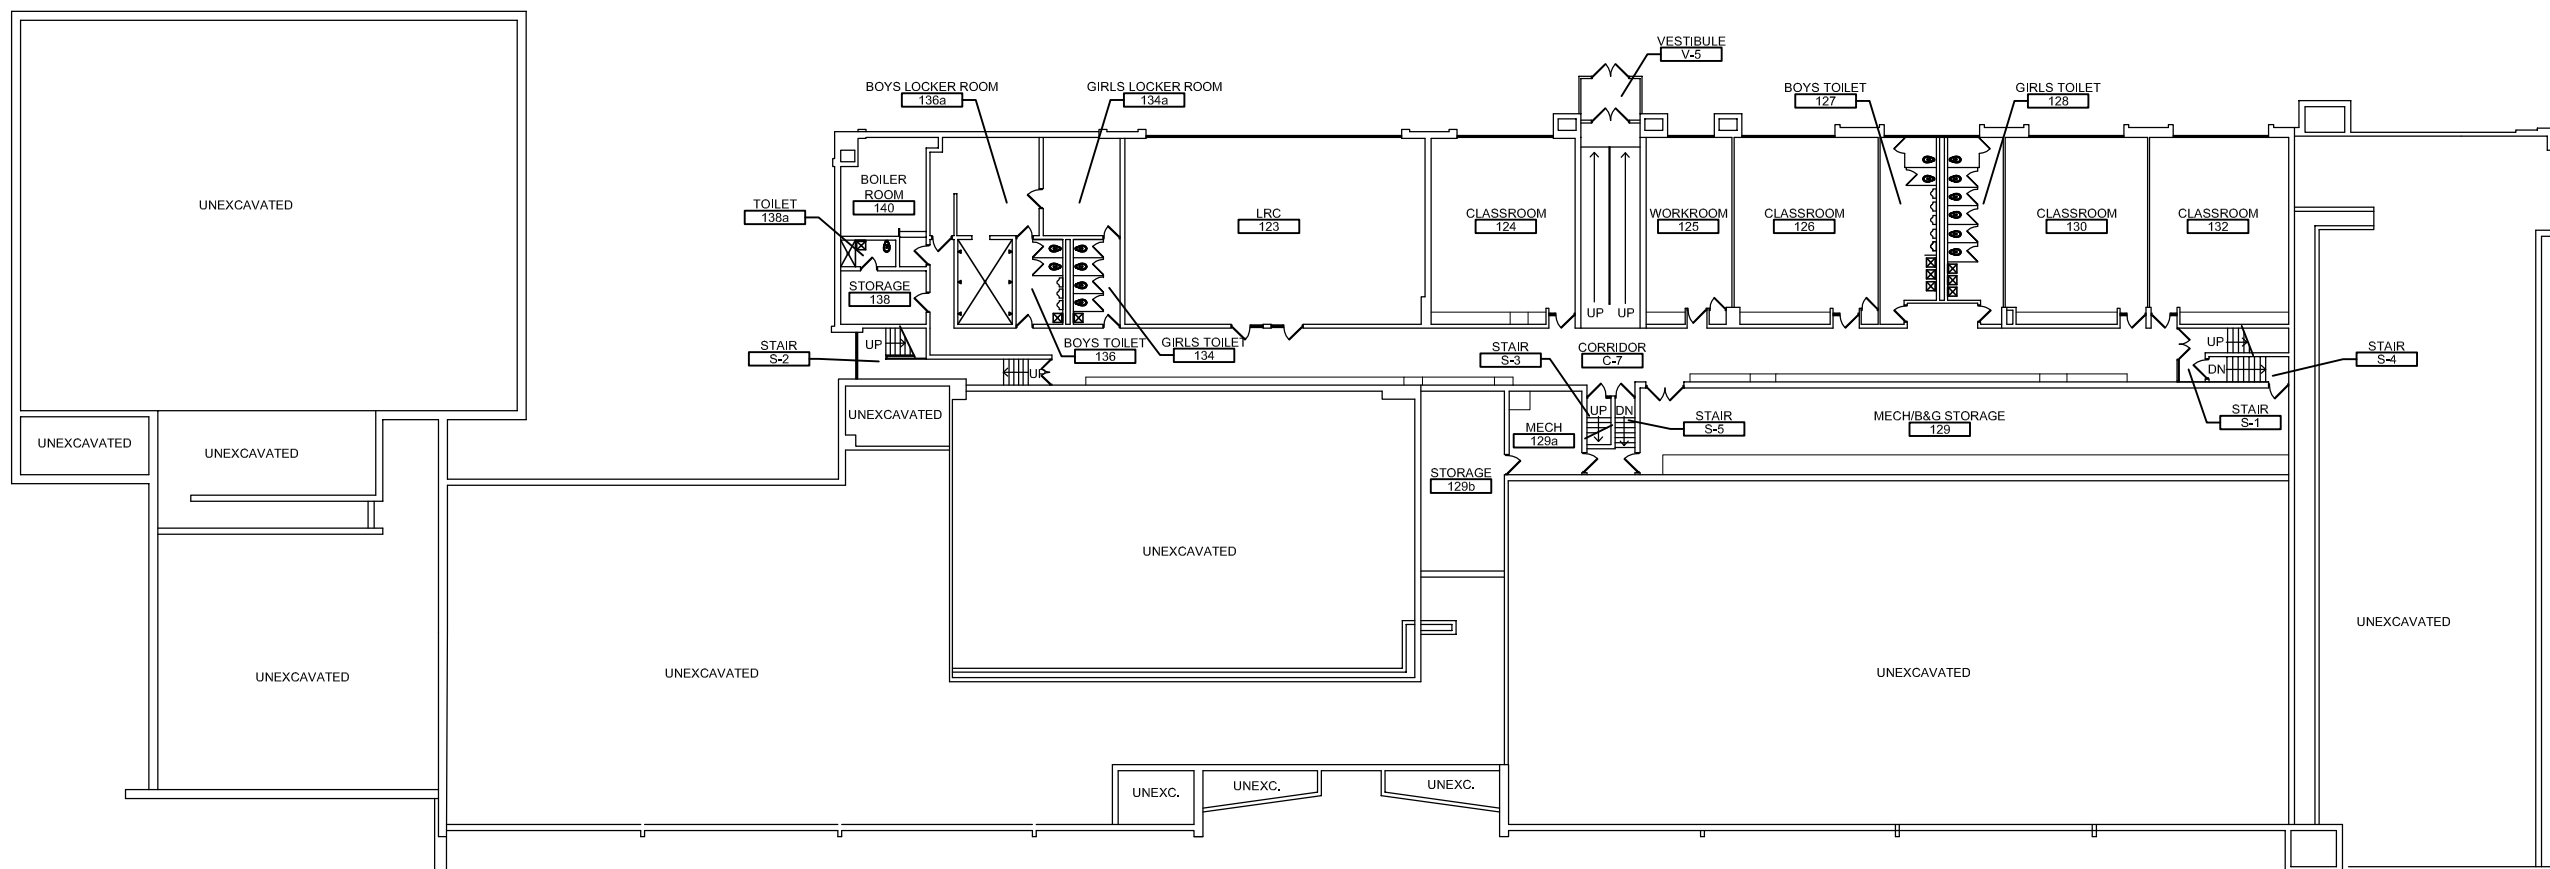 VESTIBULE
V-5
BOYS LOCKER ROOM
136a
GIRLS LOCKER ROOM
134a
BOYS TOILET
127
GIRLS TOILET
128
UNEXCAVATED
TOILET
138a
BOILER
ROOM
140
LRC
123
CLASSROOM
124
WORKROOM
125
CLASSROOM
126
CLASSROOM
130
CLASSROOM
132
STORAGE
138
UP
UP
STAIR
S-2
UP
UP
BOYS TOILET
136
GIRLS TOILET
134
STAIR
S-3
CORRIDOR
C-7
UP
DN
STAIR
S-4
UNEXCAVATED
UNEXCAVATED
UNEXCAVATED
MECH
129a
UP
DN
STAIR
S-5
MECH/B&G STORAGE
129
STAIR
S-1
STORAGE
129b
UNEXCAVATED
UNEXCAVATED
UNEXCAVATED
UNEXCAVATED
UNEXCAVATED
UNEXC.
UNEXC.
UNEXC.